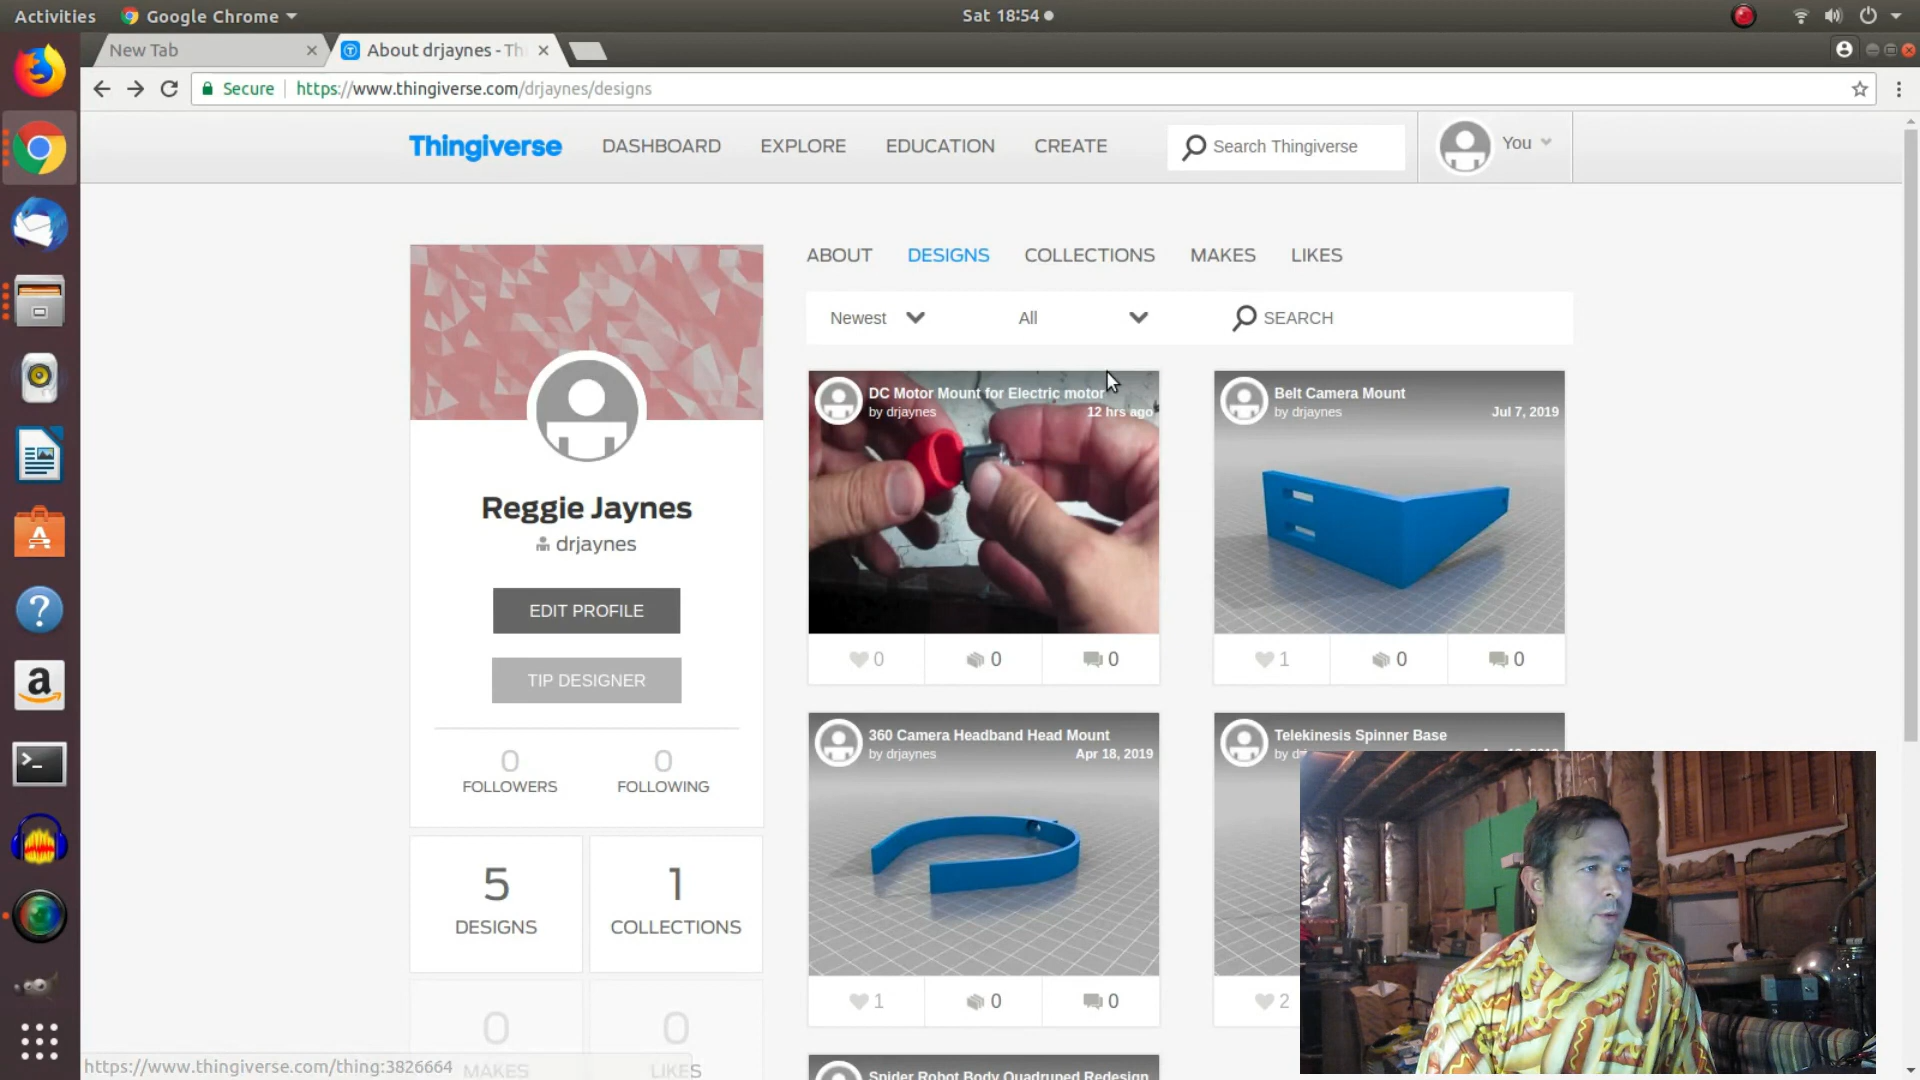 Activities
Google Chrome
Sat 18:54
New Tab
About drjaynes - Th
Secure
https://www.thingiverse.com/drjaynes/designs
Thingiverse
DASHBOARD
EXPLORE
EDUCATION
CREATE
Search Thingiverse
You
ABOUT
DESIGNS
COLLECTIONS
MAKES
LIKES
Newest
All
SEARCH
Reggie Jaynes
drjaynes
EDIT PROFILE
TIP DESIGNER
0
FOLLOWERS
0
FOLLOWING
5
DESIGNS
1
COLLECTIONS
0
MAKES
0
LIKES
DC Motor Mount for Electric motor
by drjaynes
12 hrs ago
0
0
0
Belt Camera Mount
by drjaynes
Jul 7, 2019
1
0
0
360 Camera Headband Head Mount
by drjaynes
Apr 18, 2019
1
0
0
Telekinesis Spinner Base
by dr
2
Spider Robot Body Quadruped Redesign
https://www.thingiverse.com/thing:3826664